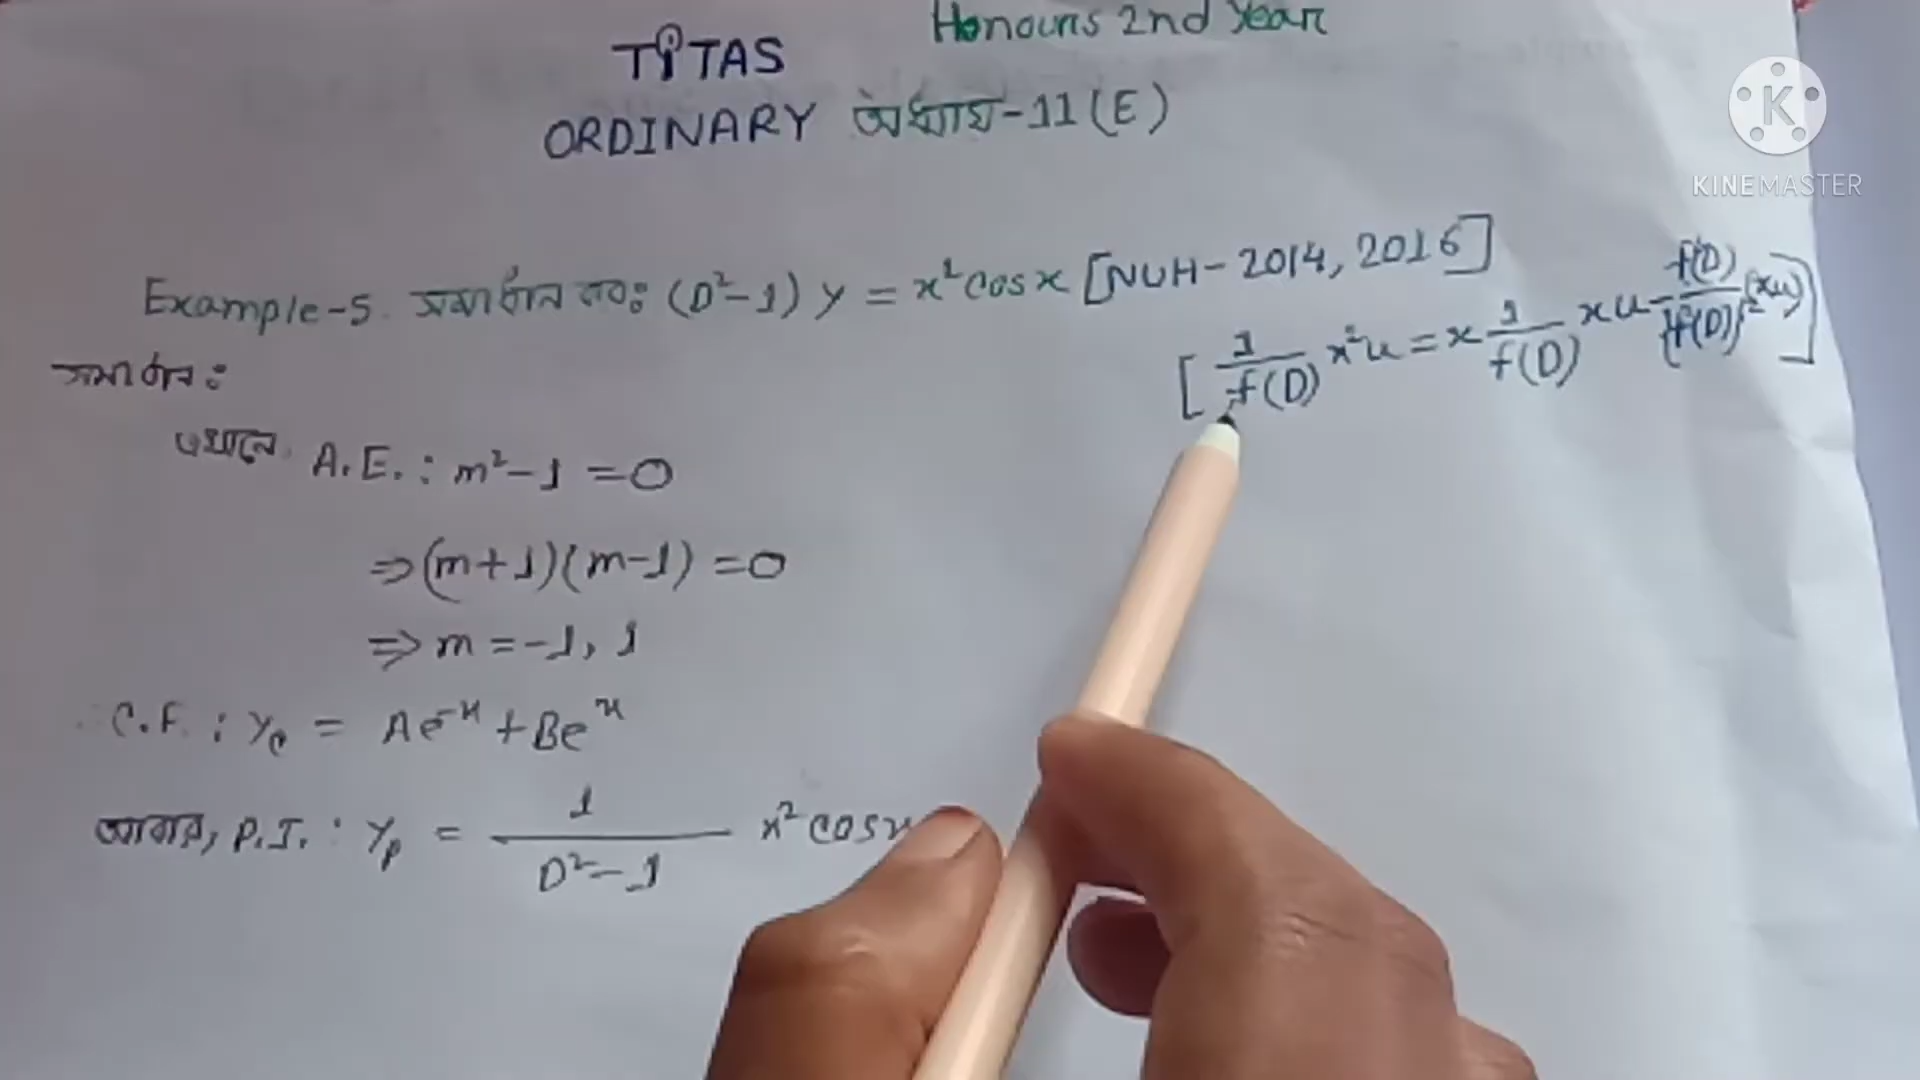 Honours 2nd Year
TiTAS
ORDINARY অধ্যায়-11(E)
KINEMASTER
Example-5. সমাধান কর: (D²-1) y = x² cos x [NUH-2014, 2016]
[1/f(D) x²u = x 1/f(D) xu - f'(D)/{f(D)}² (xu)]
সমাধান:
এখানে, A.E.: m²-1 = 0
⇒ (m+1)(m-1) = 0
⇒ m = -1, 1
∴ C.F. : y_c = Ae^-x + Be^x
আবার, P.I. : y_p = 1/(D²-1) x² cos x